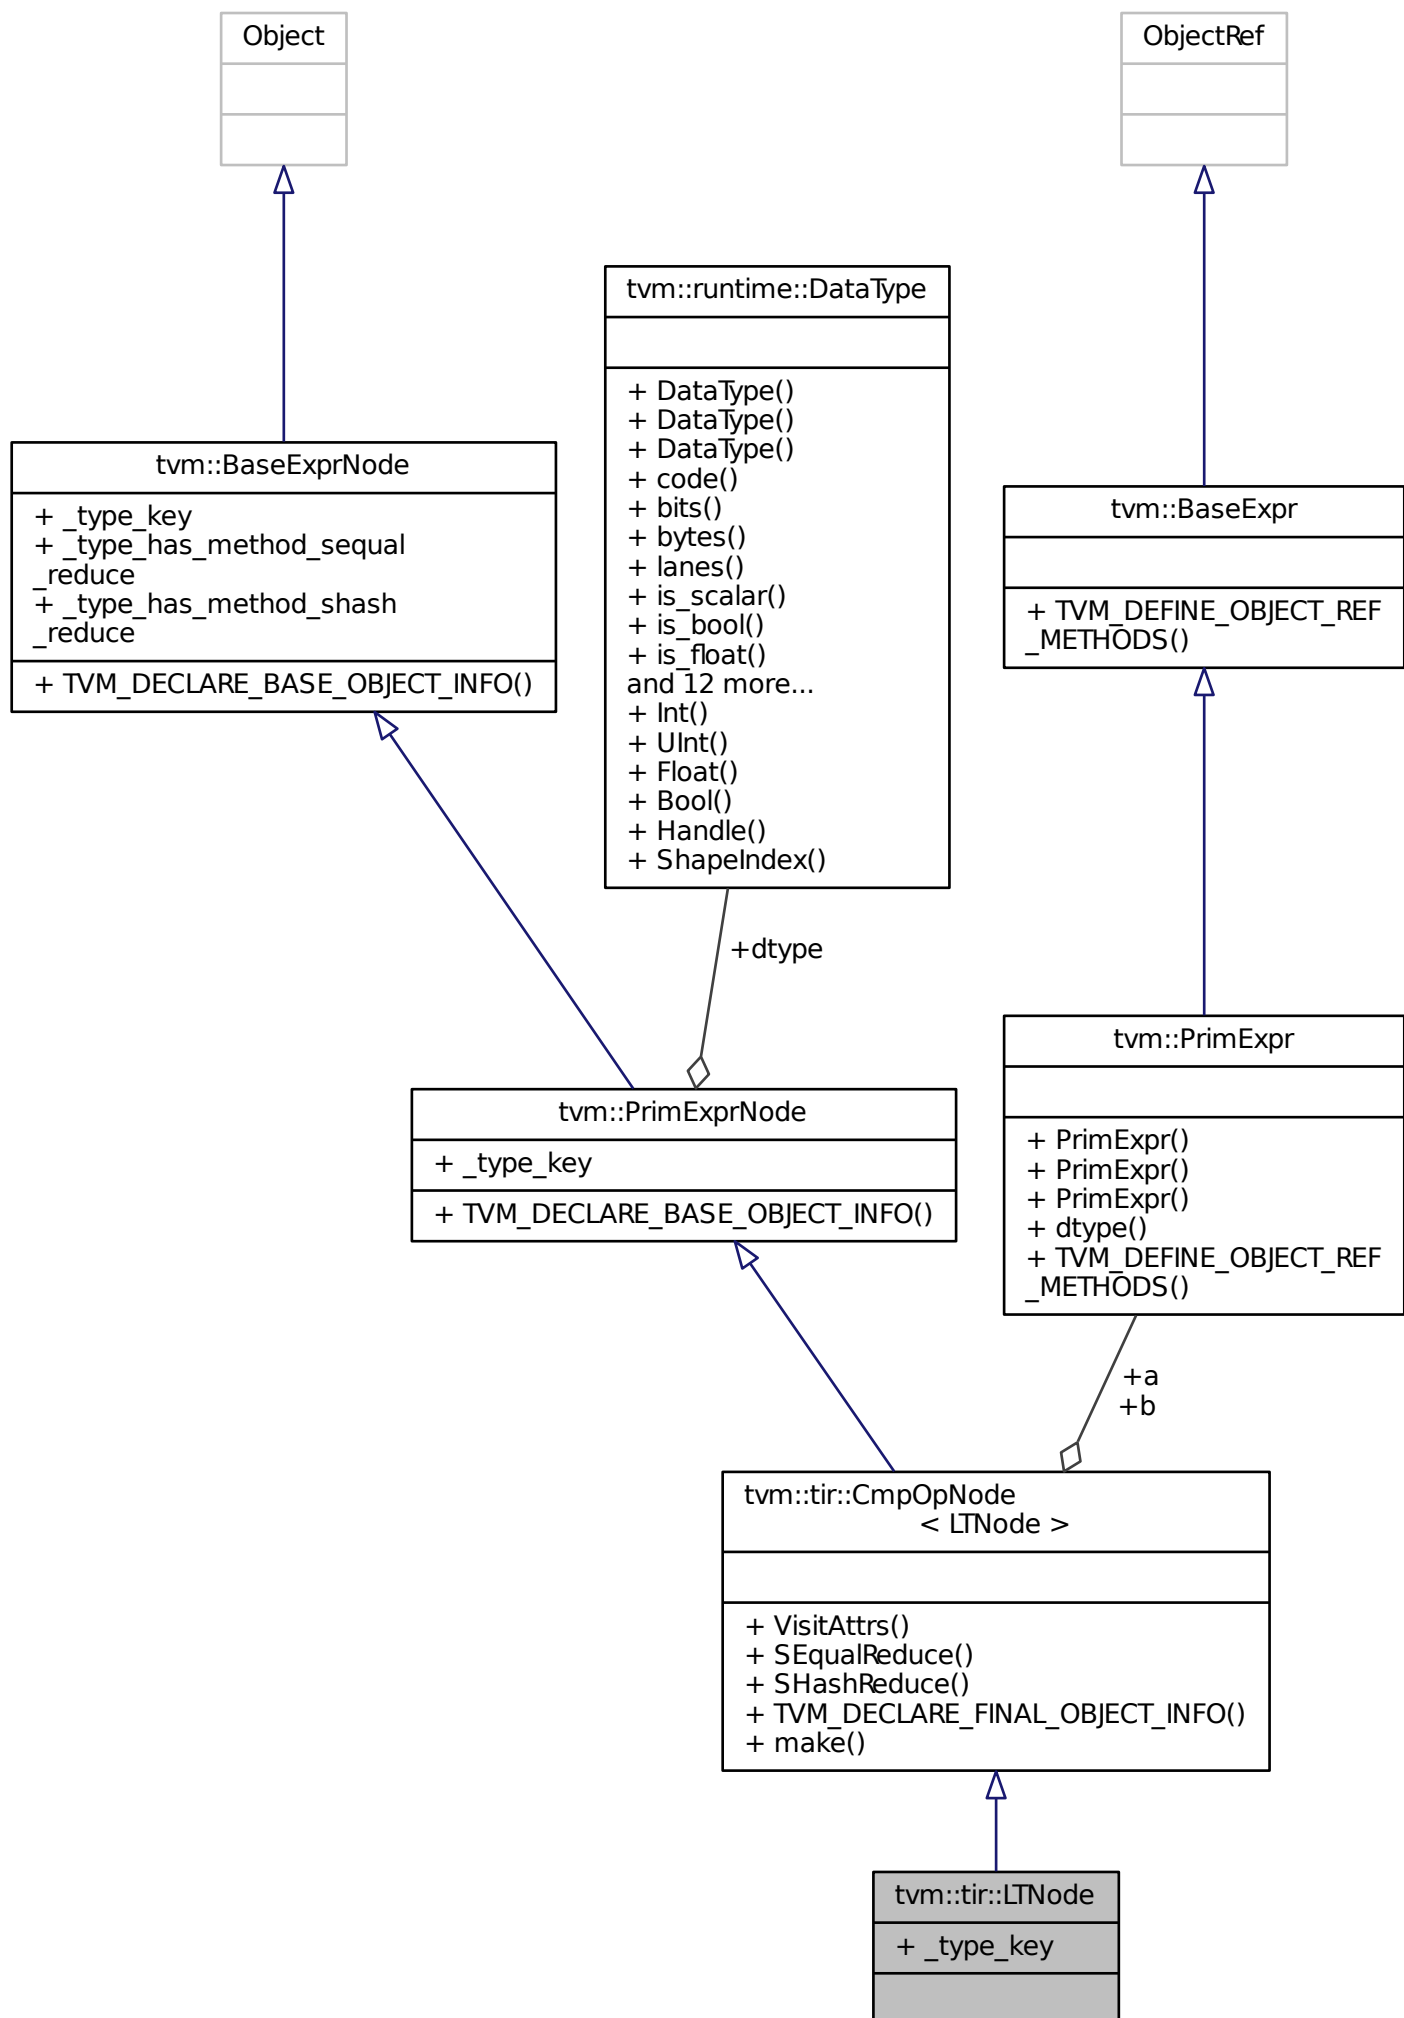 Object
ObjectRef
tvm::runtime::DataType
+ DataType()
+ DataType()
+ DataType()
+ code()
+ bits()
+ bytes()
+ lanes()
+ is_scalar()
+ is_bool()
+ is_float()
and 12 more...
+ Int()
+ UInt()
+ Float()
+ Bool()
+ Handle()
+ ShapeIndex()
tvm::BaseExprNode
+ _type_key
+ _type_has_method_sequal
_reduce
+ _type_has_method_shash
_reduce
+ TVM_DECLARE_BASE_OBJECT_INFO()
tvm::BaseExpr
+ TVM_DEFINE_OBJECT_REF
_METHODS()
+dtype
tvm::PrimExprNode
+ _type_key
+ TVM_DECLARE_BASE_OBJECT_INFO()
tvm::PrimExpr
+ PrimExpr()
+ PrimExpr()
+ PrimExpr()
+ dtype()
+ TVM_DEFINE_OBJECT_REF
_METHODS()
+a
+b
tvm::tir::CmpOpNode
< LTNode >
+ VisitAttrs()
+ SEqualReduce()
+ SHashReduce()
+ TVM_DECLARE_FINAL_OBJECT_INFO()
+ make()
tvm::tir::LTNode
+ _type_key